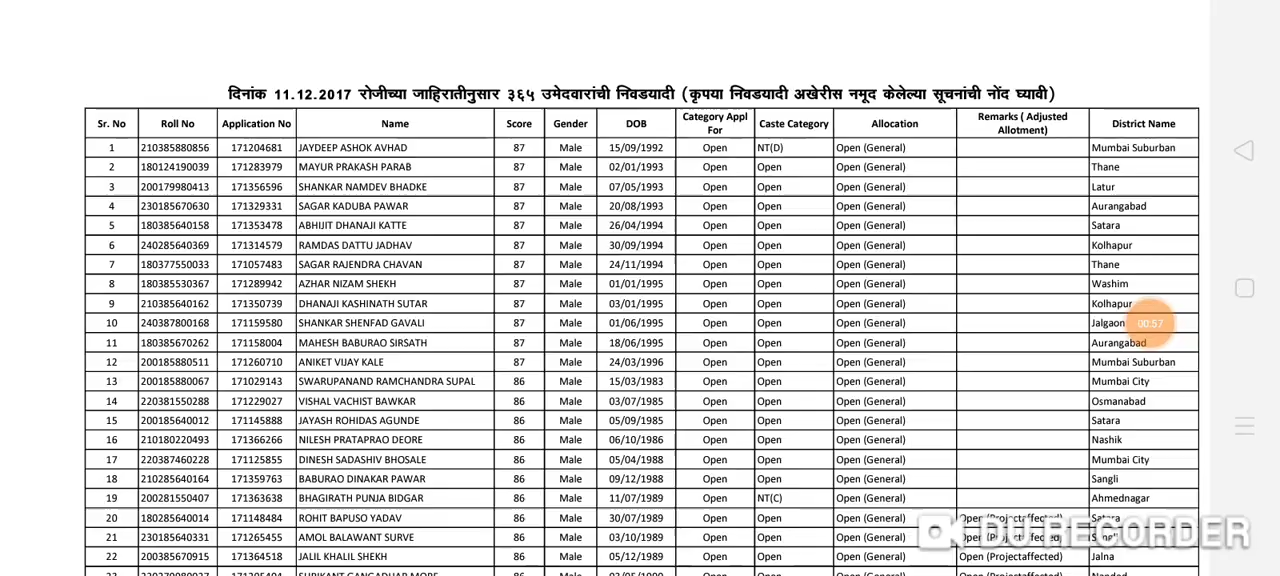 दिनांक 11.12.2017 रोजीच्या जाहिरातीनुसार ३६५ उमेदवारांची निवडयादी (कृपया निवडयादी अखेरीस नमूद केलेल्या सूचनांची नोंद घ्यावी)
Sr. No Roll No Application No Name Score Gender DOB Category Appl For Caste Category Allocation Remarks ( Adjusted Allotment) District Name
1 210385880856 171204681 JAYDEEP ASHOK AVHAD 87 Male 15/09/1992 Open NT(D) Open (General) Mumbai Suburban
2 180124190039 171283979 MAYUR PRAKASH PARAB 87 Male 02/01/1993 Open Open Open (General) Thane
3 200179980413 171356596 SHANKAR NAMDEV BHADKE 87 Male 07/05/1993 Open Open Open (General) Latur
4 230185670630 171329331 SAGAR KADUBA PAWAR 87 Male 20/08/1993 Open Open Open (General) Aurangabad
5 180385640158 171353478 ABHIJIT DHANAJI KATTE 87 Male 26/04/1994 Open Open Open (General) Satara
6 240285640369 171314579 RAMDAS DATTU JADHAV 87 Male 30/09/1994 Open Open Open (General) Kolhapur
7 180377550033 171057483 SAGAR RAJENDRA CHAVAN 87 Male 24/11/1994 Open Open Open (General) Thane
8 180385530367 171289942 AZHAR NIZAM SHEKH 87 Male 01/01/1995 Open Open Open (General) Washim
9 210385640162 171350739 DHANAJI KASHINATH SUTAR 87 Male 03/01/1995 Open Open Open (General) Kolhapur
10 240387800168 171159580 SHANKAR SHENFAD GAVALI 87 Male 01/06/1995 Open Open Open (General) Jalgaon 00:57
11 180385670262 171158004 MAHESH BABURAO SIRSATH 87 Male 18/06/1995 Open Open Open (General) Aurangabad
12 200185880511 171260710 ANIKET VIJAY KALE 87 Male 24/03/1996 Open Open Open (General) Mumbai Suburban
13 200185880067 171029143 SWARUPANAND RAMCHANDRA SUPAL 86 Male 15/03/1983 Open Open Open (General) Mumbai City
14 220381550288 171229027 VISHAL VACHIST BAWKAR 86 Male 03/07/1985 Open Open Open (General) Osmanabad
15 200185640012 171145888 JAYASH ROHIDAS AGUNDE 86 Male 05/09/1985 Open Open Open (General) Satara
16 210180220493 171366266 NILESH PRATAPRAO DEORE 86 Male 06/10/1986 Open Open Open (General) Nashik
17 220387460228 171125855 DINESH SADASHIV BHOSALE 86 Male 05/04/1988 Open Open Open (General) Mumbai City
18 210285640164 171359763 BABURAO DINAKAR PAWAR 86 Male 09/12/1988 Open Open Open (General) Sangli
19 200281550407 171363638 BHAGIRATH PUNJA BIDGAR 86 Male 11/07/1989 Open NT(C) Open (General) Ahmednagar
20 180285640014 171148484 ROHIT BAPUSO YADAV 86 Male 30/07/1989 Open Open Open (General) Open (Projectaffected) Satara
21 230185640331 171265455 AMOL BALAWANT SURVE 86 Male 03/10/1989 Open Open Open (General) Open (Projectaffected)
22 200385670915 171364518 JALIL KHALIL SHEKH 86 Male 05/12/1989 Open Open Open (General) Open (Projectaffected) Jalna
DU RECORDER